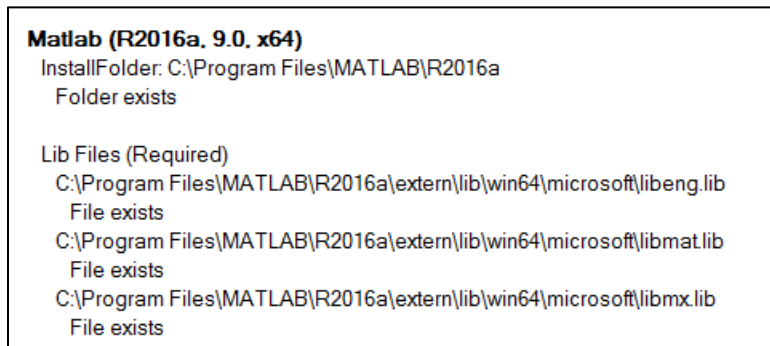 Matlab (R2016a, 9.0, x64)
InstallFolder: C:\Program Files\MATLAB\R2016a
Folder exists
Lib Files (Required)
C:\Program Files\MATLAB\R2016a\extern\lib\win64\microsoft\libeng.lib
File exists
C:\Program Files\MATLAB\R2016a\extern\lib\win64\microsoft\libmat.lib
File exists
C:\Program Files\MATLAB\R2016a\extern\lib\win64\microsoft\libmx.lib
File exists